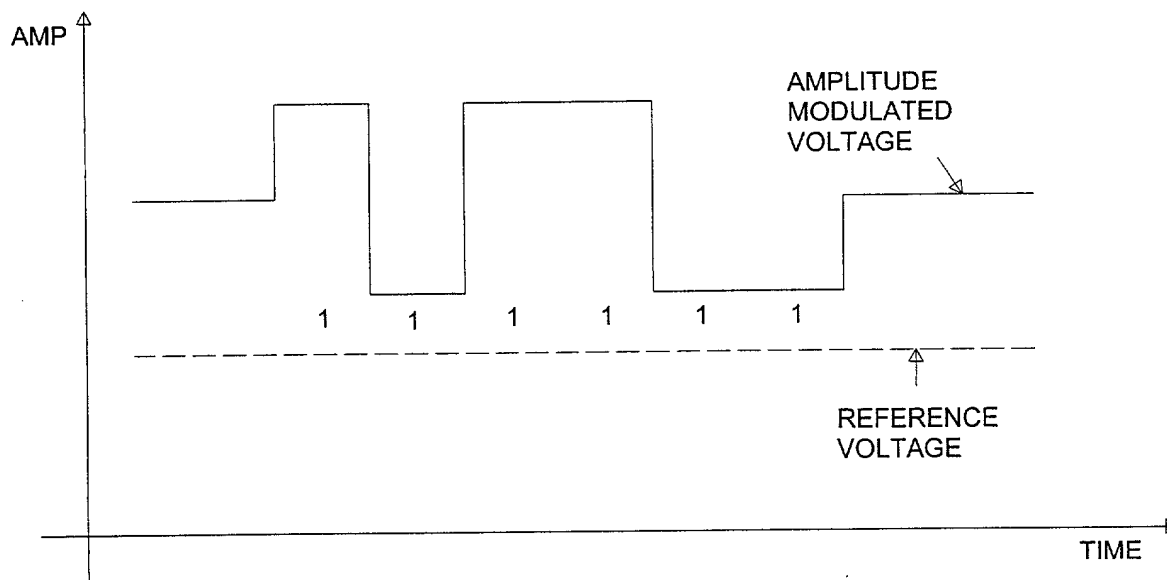 AMP
AMPLITUDE
MODULATED
VOLTAGE
1 1 1 1 1 1
REFERENCE
VOLTAGE
TIME